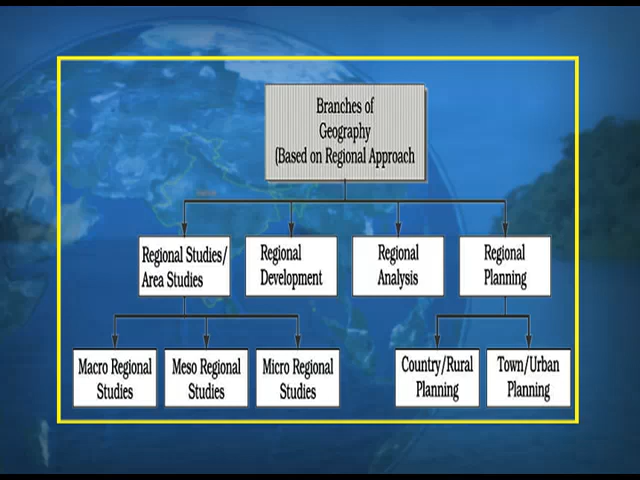 Branches of
Geography
(Based on Regional Approach
Regional Studies/
Area Studies
Regional
Development
Regional
Analysis
Regional
Planning
Macro Regional
Studies
Meso Regional
Studies
Micro Regional
Studies
Country/Rural
Planning
Town/Urban
Planning